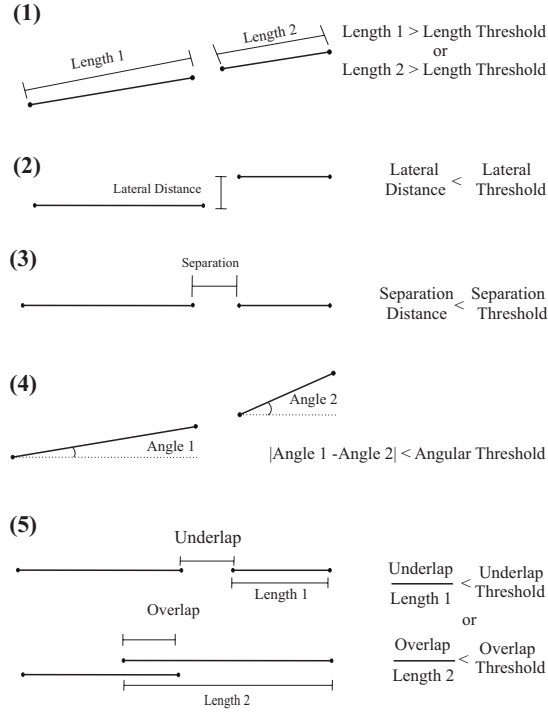 (1)
Length 1
Length 2
Length 1 > Length Threshold
or
Length 2 > Length Threshold
(2)
Lateral Distance
Lateral Distance < Lateral Threshold
(3)
Separation
Separation Distance < Separation Threshold
(4)
Angle 1
Angle 2
|Angle 1 -Angle 2| < Angular Threshold
(5)
Underlap
Length 1
Underlap / Length 1 < Underlap Threshold
or
Overlap
Length 2
Overlap / Length 2 < Overlap Threshold